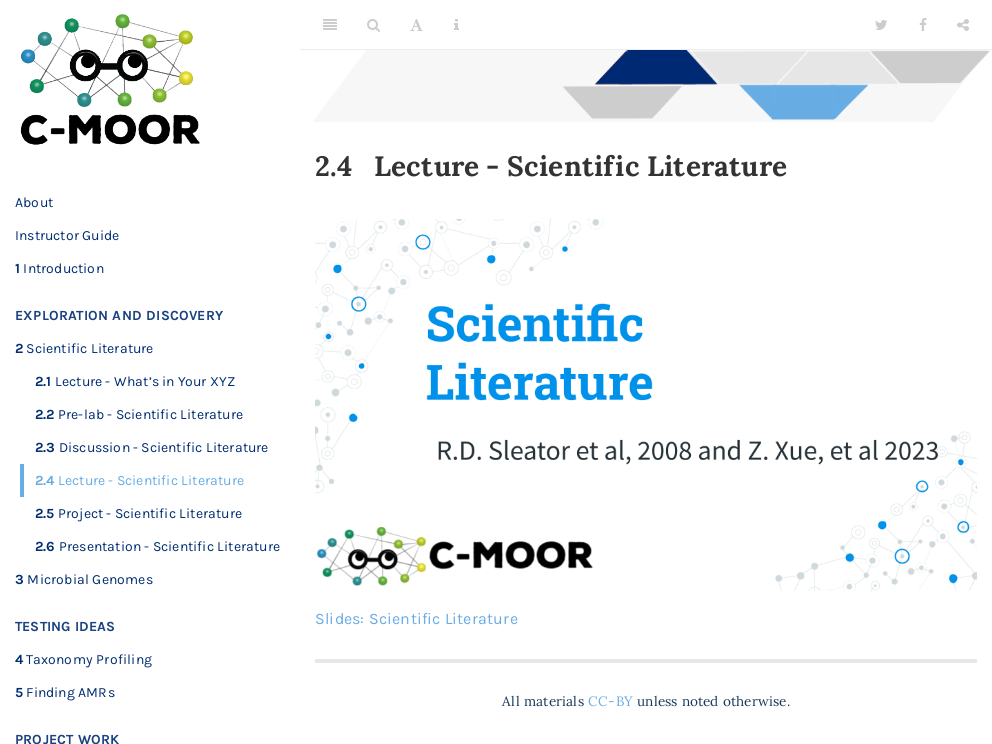 C-MOOR
About
Instructor Guide
1 Introduction
EXPLORATION AND DISCOVERY
2 Scientific Literature
2.1 Lecture - What's in Your XYZ
2.2 Pre-lab - Scientific Literature
2.3 Discussion - Scientific Literature
2.4 Lecture - Scientific Literature
2.5 Project - Scientific Literature
2.6 Presentation - Scientific Literature
3 Microbial Genomes
TESTING IDEAS
4 Taxonomy Profiling
5 Finding AMRs
PROJECT WORK
2.4 Lecture - Scientific Literature
Scientific
Literature
R.D. Sleator et al, 2008 and Z. Xue, et al 2023
C-MOOR
Slides: Scientific Literature
All materials CC-BY unless noted otherwise.